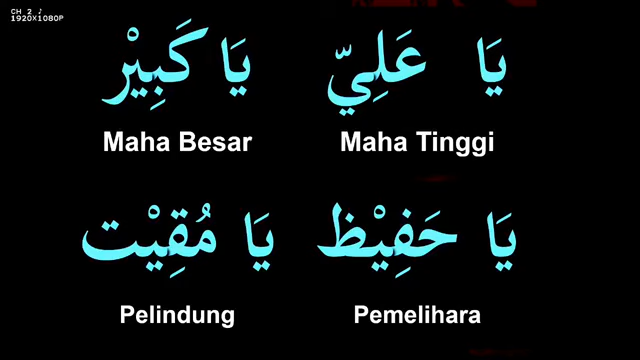 CH 2 ♪
1920X1080P
يَا عَلِيّ يَا كَبِيْرْ
Maha Besar Maha Tinggi
يَا حَفِيْظ يَا مُقِيْت
Pelindung Pemelihara